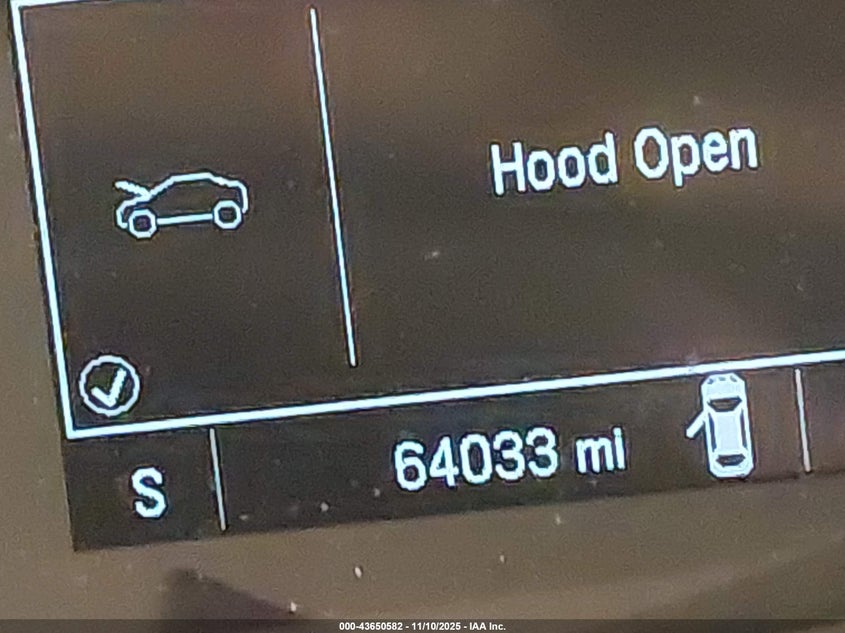 Hood Open
S
64033 mi
000-43650582 - 11/10/2025 - IAA Inc.